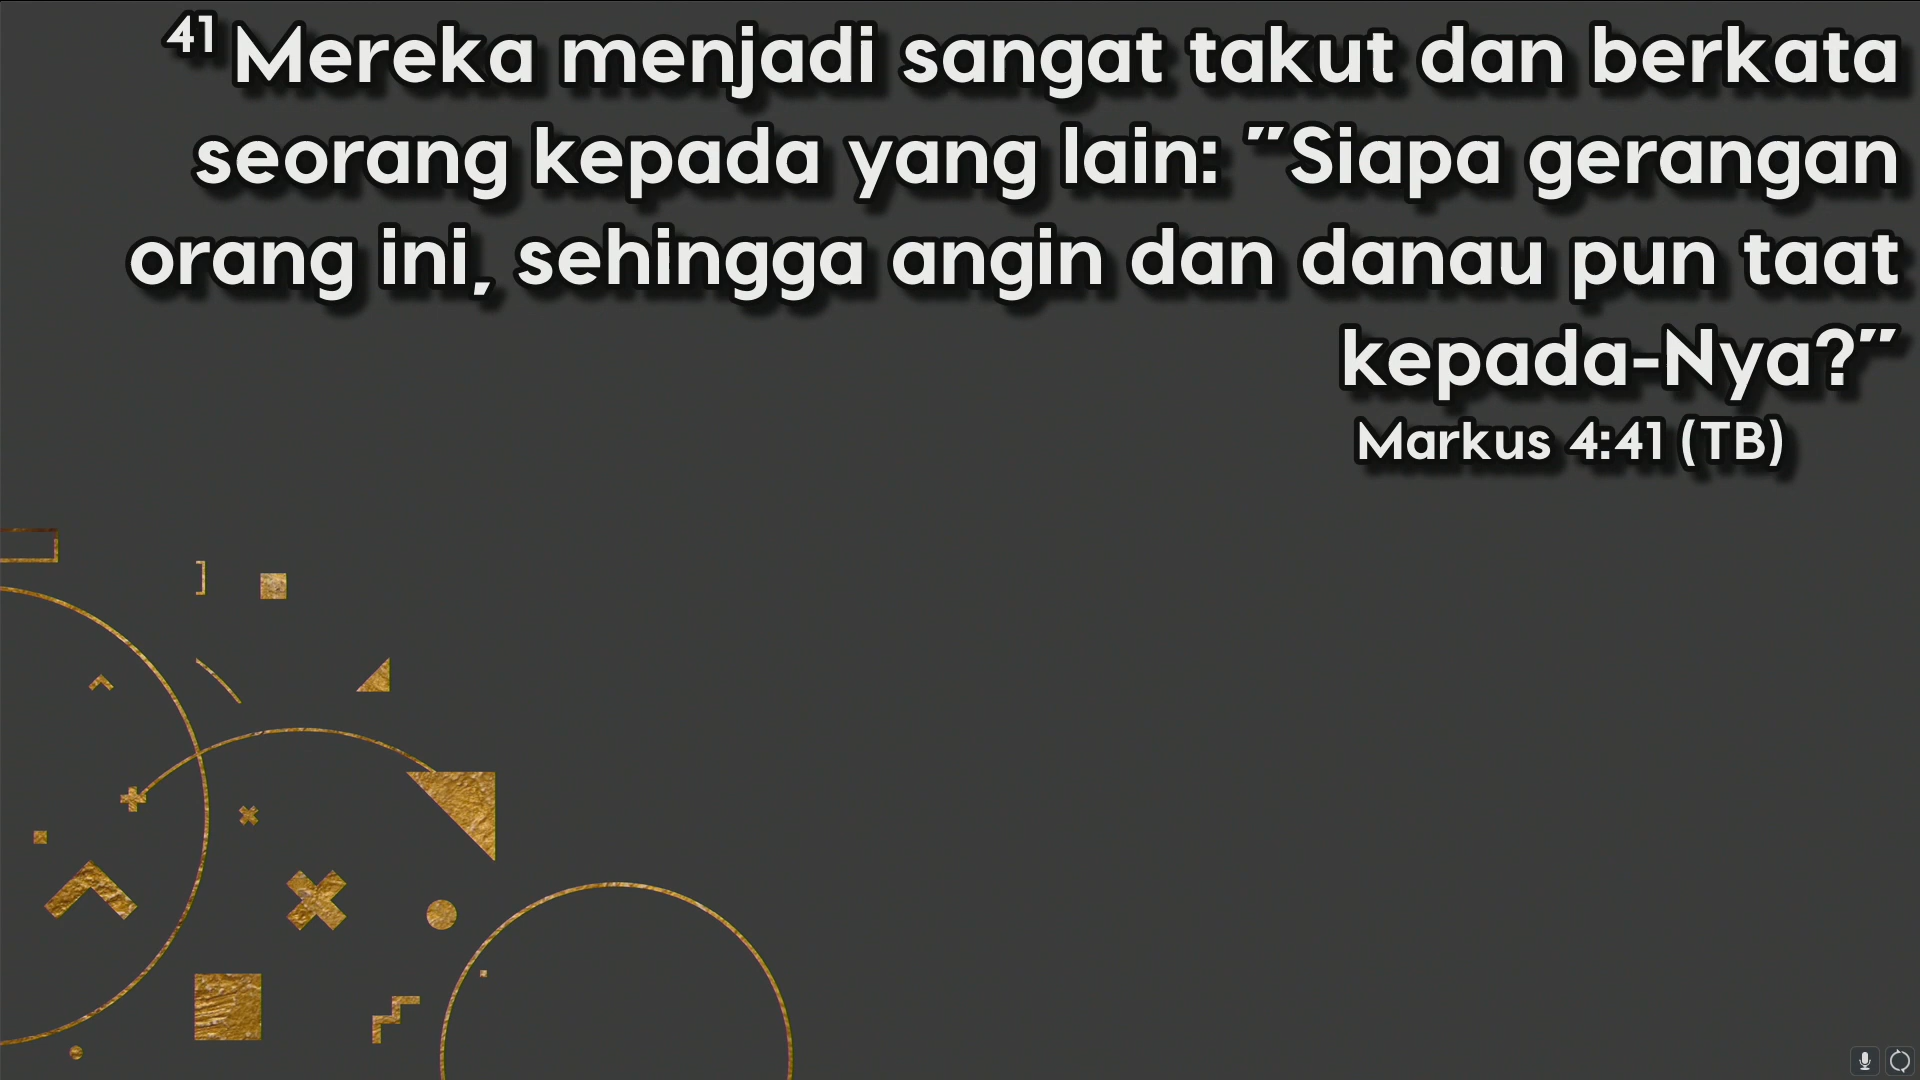 41 Mereka menjadi sangat takut dan berkata
seorang kepada yang lain: "Siapa gerangan
orang ini, sehingga angin dan danau pun taat
kepada-Nya?"
Markus 4:41 (TB)